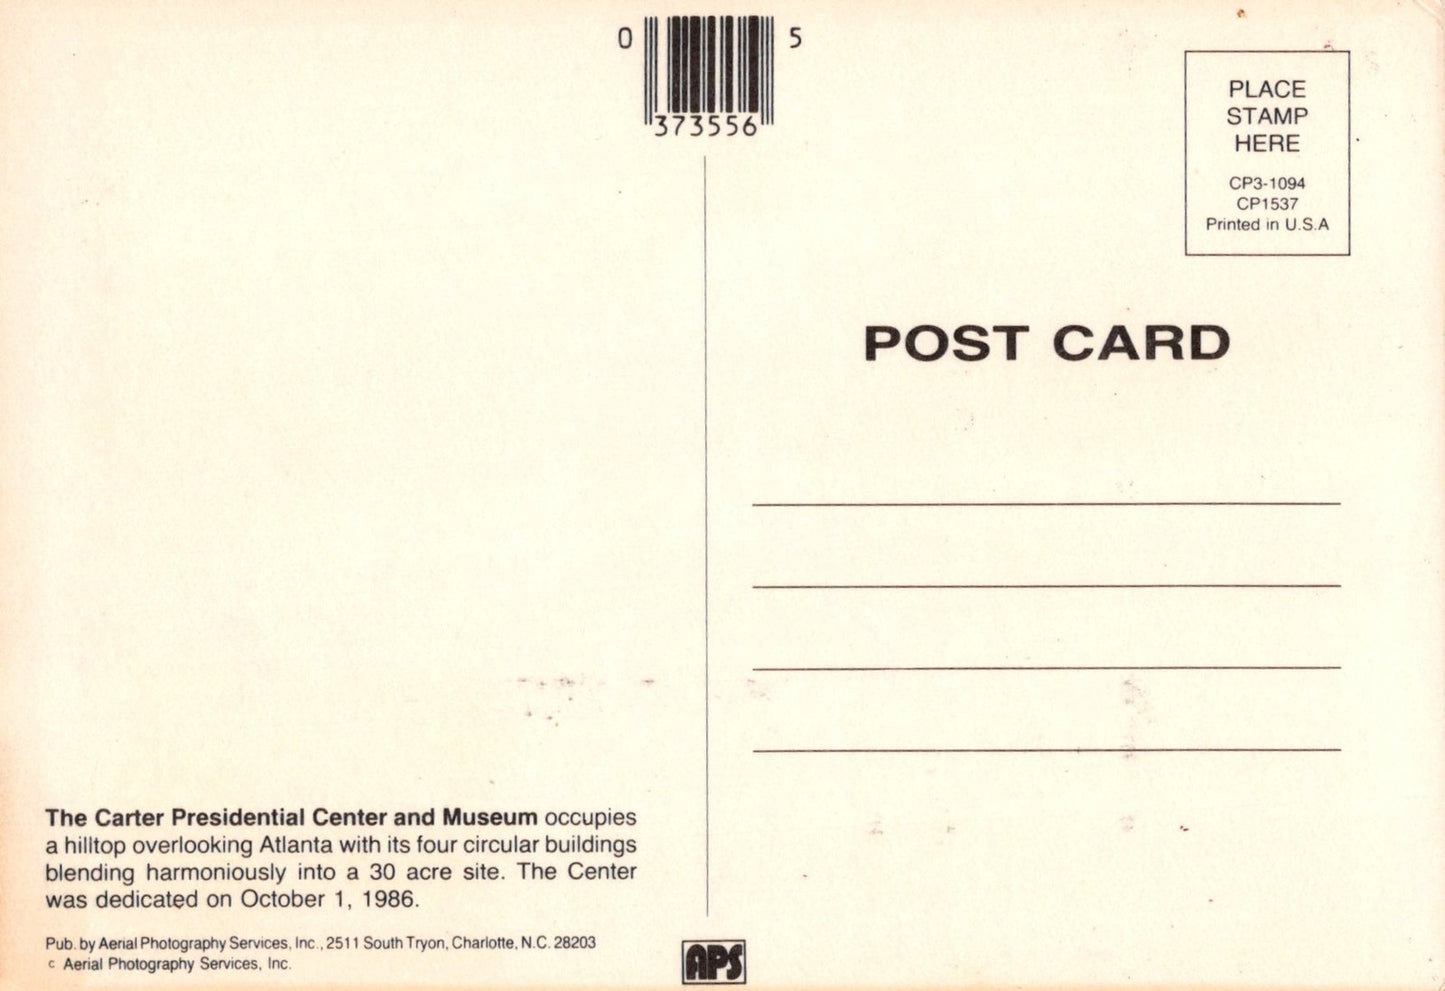 0 373556 5
PLACE
STAMP
HERE
CP3-1094
CP1537
Printed in U.S.A
POST CARD
The Carter Presidential Center and Museum occupies
a hilltop overlooking Atlanta with its four circular buildings
blending harmoniously into a 30 acre site. The Center
was dedicated on October 1, 1986.
Pub. by Aerial Photography Services, Inc., 2511 South Tryon, Charlotte, N.C. 28203
c Aerial Photography Services, Inc.
APS